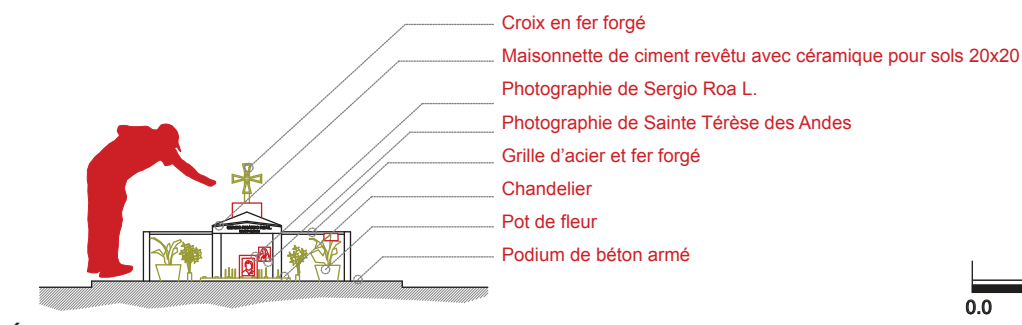 Croix en fer forgé
Maisonnette de ciment revêtu avec céramique pour sols 20x20
Photographie de Sergio Roa L.
Photographie de Sainte Térèse des Andes
Grille d'acier et fer forgé
Chandelier
Pot de fleur
Podium de béton armé
0.0